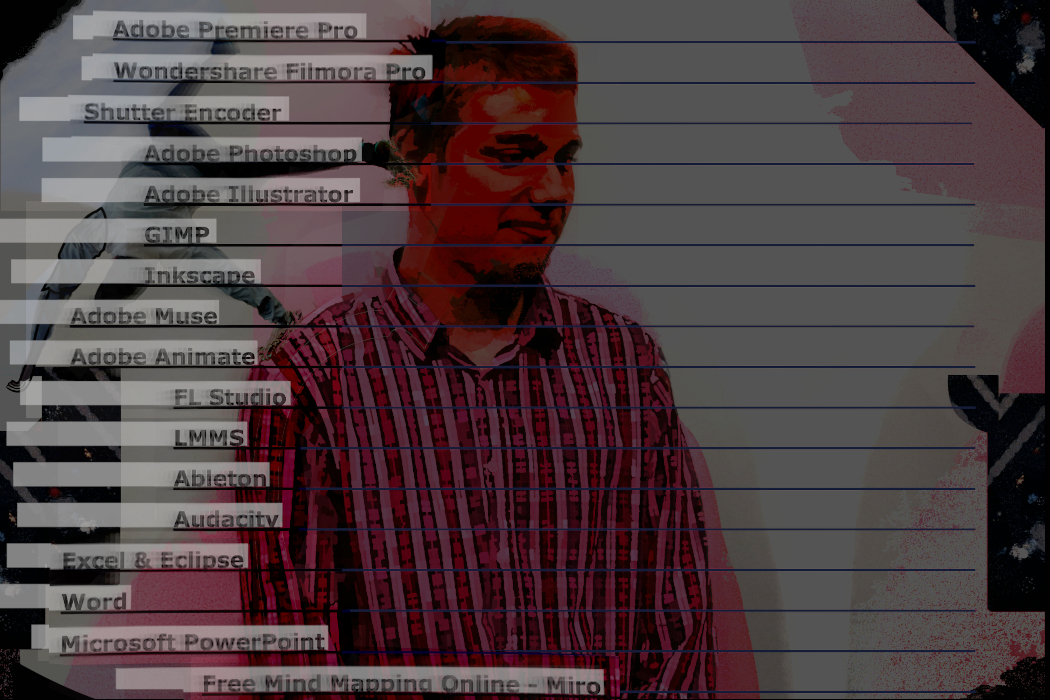 Adobe Premiere Pro
Wondershare Filmora Pro
Shutter Encoder
Adobe Photoshop
Adobe Illustrator
GIMP
Inkscape
Adobe Muse
Adobe Animate
FL Studio
LMMS
Ableton
Audacity
Excel & Eclipse
Word
Microsoft PowerPoint
Free Mind Mapping Online - Miro